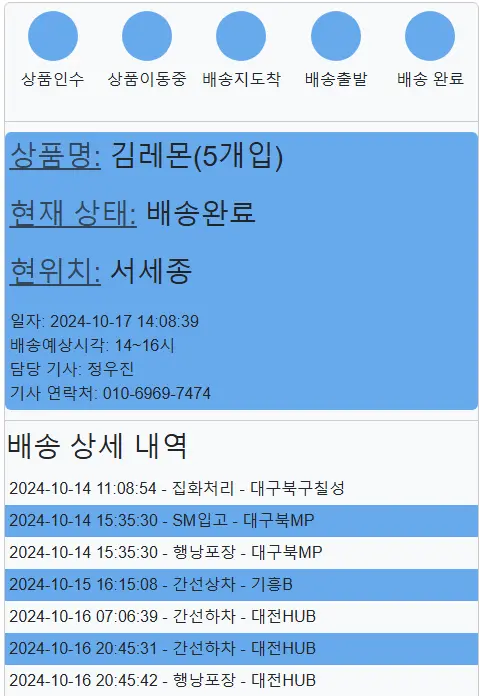 상품인수 상품이동중 배송지도착 배송출발 배송 완료
상품명: 김레몬(5개입)
현재 상태: 배송완료
현위치: 서세종
일자: 2024-10-17 14:08:39
배송예상시각: 14~16시
담당 기사: 정우진
기사 연락처: 010-6969-7474
배송 상세 내역
2024-10-14 11:08:54 - 집화처리 - 대구북구칠성
2024-10-14 15:35:30 - SM입고 - 대구북MP
2024-10-14 15:35:30 - 행낭포장 - 대구북MP
2024-10-15 16:15:08 - 간선상차 - 기흥B
2024-10-16 07:06:39 - 간선하차 - 대전HUB
2024-10-16 20:45:31 - 간선하차 - 대전HUB
2024-10-16 20:45:42 - 행낭포장 - 대전HUB